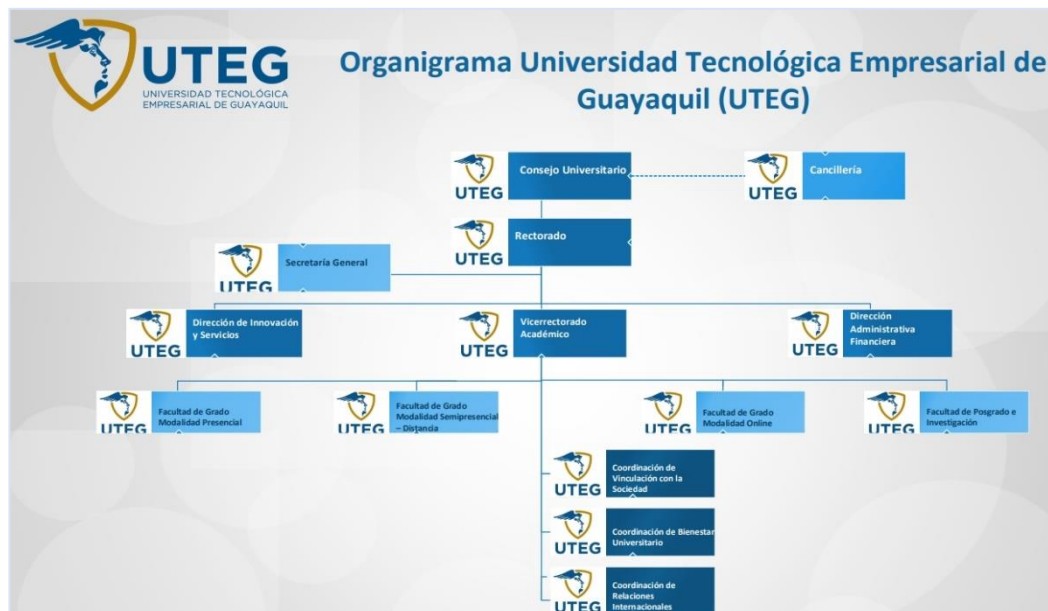 UTEG
UNIVERSIDAD TECNOLÓGICA
EMPRESARIAL DE GUAYAQUIL
Organigrama Universidad Tecnológica Empresarial de
Guayaquil (UTEG)
UTEG
Consejo Universitario
UTEG
Cancillería
UTEG
Rectorado
UTEG
Secretaría General
UTEG
Dirección de Innovación
y Servicios
UTEG
Vicerrectorado
Académico
UTEG
Dirección
Administrativa
Financiera
UTEG
Facultad de Grado
Modalidad Presencial
UTEG
Facultad de Grado
Modalidad Semipresencial
– Distancia
UTEG
Facultad de Grado
Modalidad Online
UTEG
Facultad de Posgrado e
Investigación
UTEG
Coordinación de
Vinculación con la
Sociedad
UTEG
Coordinación de Bienestar
Universitario
UTEG
Coordinación de
Relaciones
Internacionales